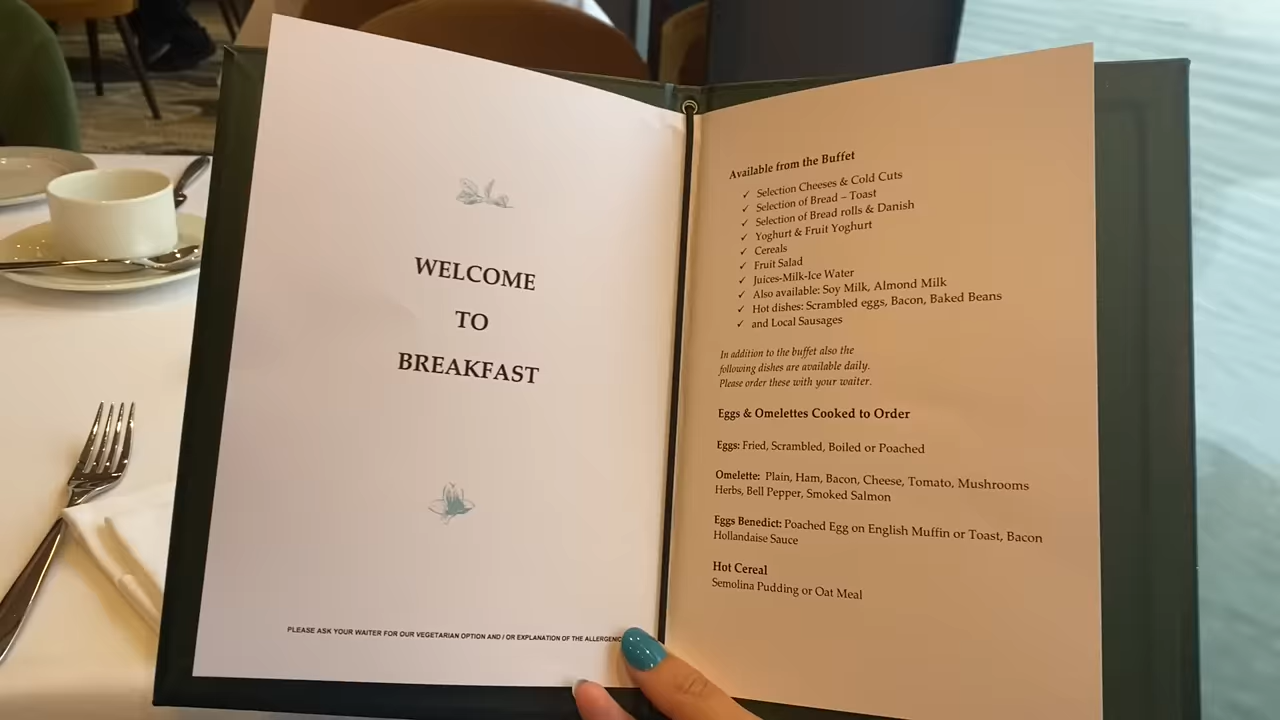 WELCOME
TO
BREAKFAST
PLEASE ASK YOUR WAITER FOR OUR VEGETARIAN OPTION AND / OR EXPLANATION OF THE
Available from the Buffet
✓ Selection Cheeses & Cold Cuts
✓ Selection of Bread – Toast
✓ Selection of Bread rolls & Danish
✓ Yoghurt & Fruit Yoghurt
✓ Cereals
✓ Fruit Salad
✓ Juices-Milk-Ice Water
✓ Also available: Soy Milk, Almond Milk
✓ Hot dishes: Scrambled eggs, Bacon, Baked Beans
✓ and Local Sausages
In addition to the buffet also the
following dishes are available daily.
Please order these with your waiter.
Eggs & Omelettes Cooked to Order
Eggs: Fried, Scrambled, Boiled or Poached
Omelette: Plain, Ham, Bacon, Cheese, Tomato, Mushrooms
Herbs, Bell Pepper, Smoked Salmon
Eggs Benedict: Poached Egg on English Muffin or Toast, Bacon
Hollandaise Sauce
Hot Cereal
Semolina Pudding or Oat Meal